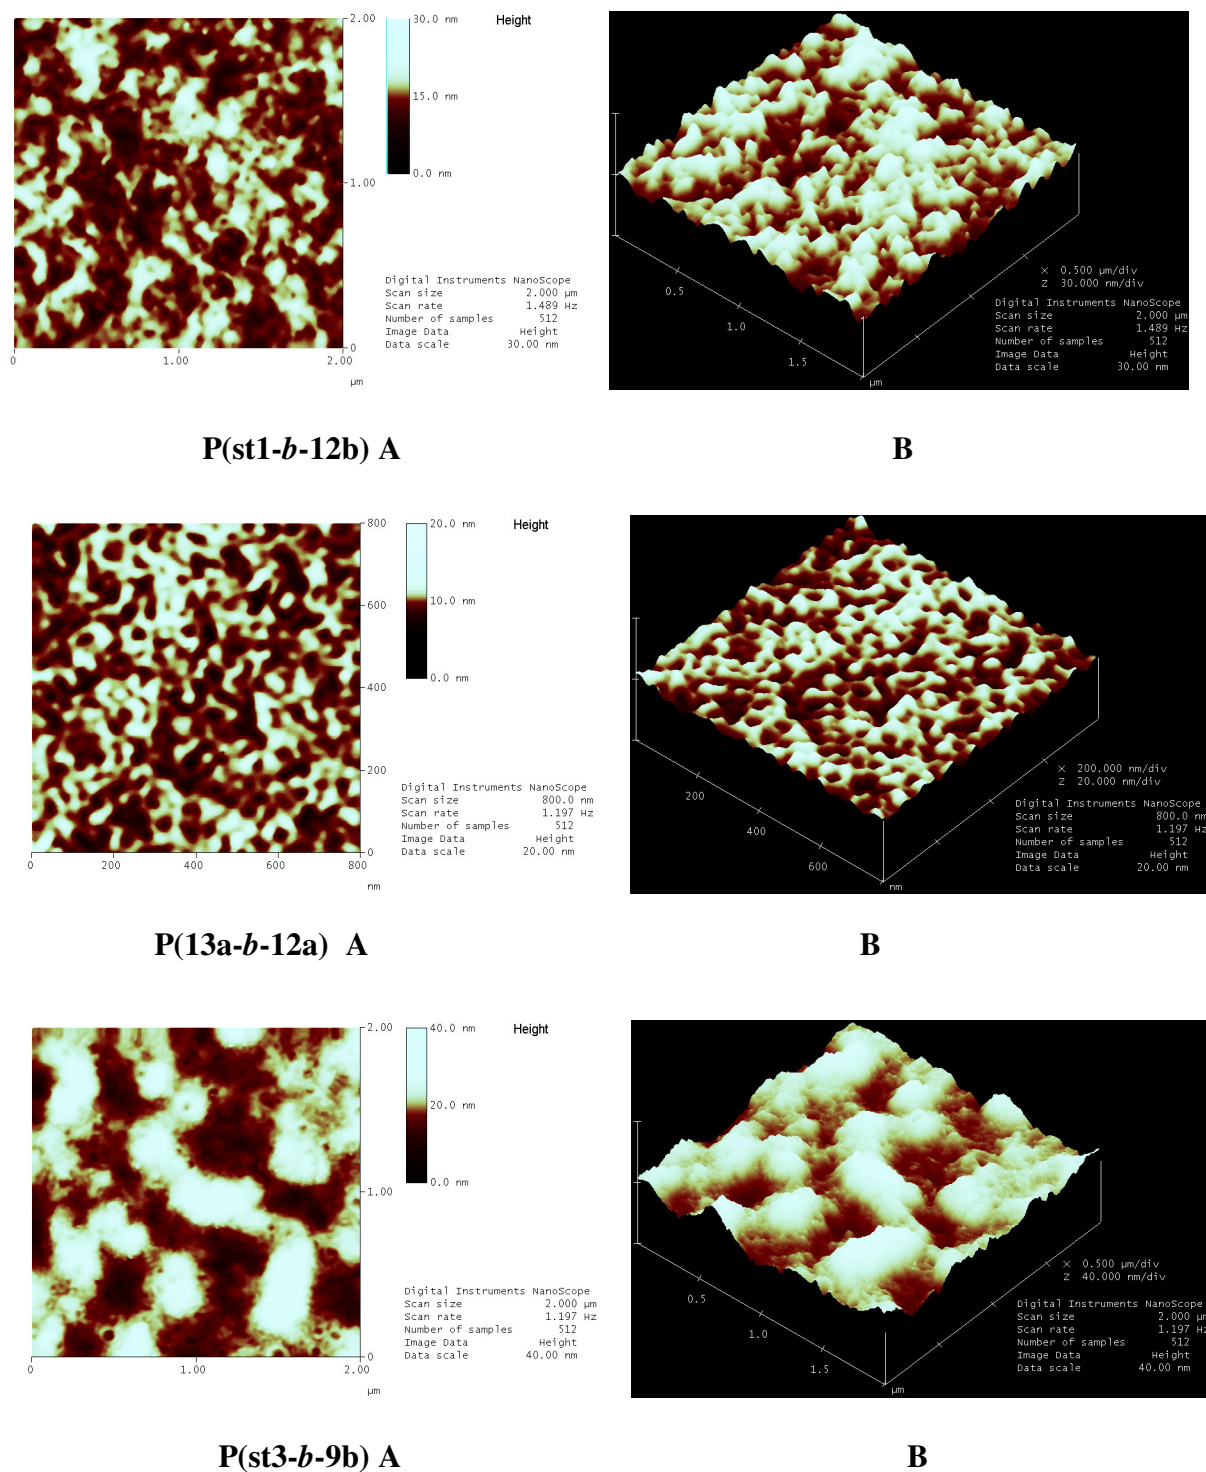 2.00
30.0 nm
Height
15.0 nm
1.00
0.0 nm
Digital Instruments NanoScope
Scan size 2.000 µm
Scan rate 1.489 Hz
Number of samples 512
Image Data Height
Data scale 30.00 nm
0
0 1.00 2.00
µm
0.5
1.0
1.5
µm
X 0.500 µm/div
Z 30.000 nm/div
Digital Instruments NanoScope
Scan size 2.000 µm
Scan rate 1.489 Hz
Number of samples 512
Image Data Height
Data scale 30.00 nm
P(st1-b-12b) A B
800
20.0 nm
Height
600
10.0 nm
0.0 nm
400
200
Digital Instruments NanoScope
Scan size 800.0 nm
Scan rate 1.197 Hz
Number of samples 512
Image Data Height
Data scale 20.00 nm
0
0 200 400 600 800
nm
200
400
600
nm
X 200.000 nm/div
Z 20.000 nm/div
Digital Instruments NanoScope
Scan size 800.0 nm
Scan rate 1.197 Hz
Number of samples 512
Image Data Height
Data scale 20.00 nm
P(13a-b-12a) A B
2.00
40.0 nm
Height
20.0 nm
1.00
0.0 nm
Digital Instruments NanoScope
Scan size 2.000 µm
Scan rate 1.197 Hz
Number of samples 512
Image Data Height
Data scale 40.00 nm
0
0 1.00 2.00
µm
0.5
1.0
1.5
µm
X 0.500 µm/div
Z 40.000 nm/div
Digital Instruments NanoScope
Scan size 2.000 µm
Scan rate 1.197 Hz
Number of samples 512
Image Data Height
Data scale 40.00 nm
P(st3-b-9b) A B